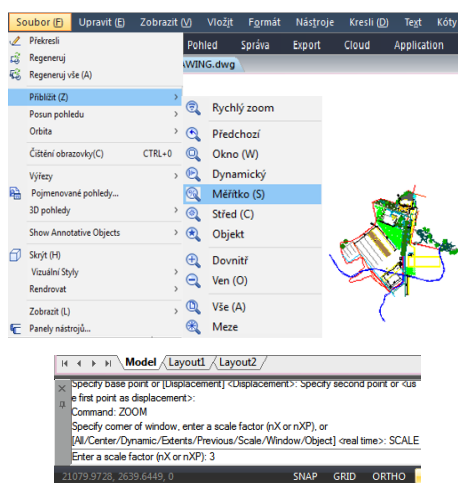 Soubor (F) Upravit (E) Zobrazit (V) Vložit Formát Nástroje Kresli (D) Text Kóty
Překresli
Regeneruj
Regeneruj vše (A)
Přiblížit (Z)
Posun pohledu
Orbita
Čištění obrazovky(C) CTRL+0
Výřezy
Pojmenované pohledy...
3D pohledy
Show Annotative Objects
Skrýt (H)
Vizuální Styly
Rendrovat
Zobrazit (L)
Panely nástrojů...
Pohled Správa Export Cloud Application
WING.dwg
Rychlý zoom
Předchozí
Okno (W)
Dynamický
Měřítko (S)
Střed (C)
Objekt
Dovnitř
Ven (O)
Vše (A)
Meze
Model Layout1 Layout2
Specify base point or [Displacement] <Displacement>: Specify second point or <us
e first point as displacement>:
Command: ZOOM
Specify corner of window, enter a scale factor (nX or nXP), or
[All/Center/Dynamic/Extents/Previous/Scale/Window/Object] <real time>: SCALE
Enter a scale factor (nX or nXP): 3
21079.9728, 2639.6449, 0 SNAP GRID ORTHO